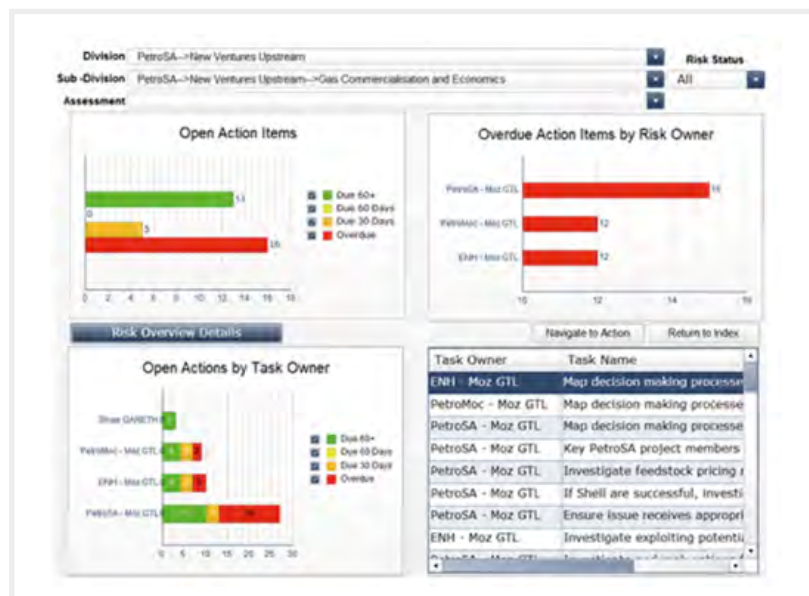 Division PetroSA-->New Ventures Upstream
Risk Status
Sub -Division PetroSA-->New Ventures Upstream-->Gas Commercialisation and Economics
All
Assessment
Open Action Items
13
0
5
16
0 2 4 6 8 10 12 14 16 18
Due 60+
Due 60 Days
Due 30 Days
Overdue
Overdue Action Items by Risk Owner
PetroSA - Moz GTL
PetroMoc - Moz GTL
12
ENH - Moz GTL
12
10 12 14 16
Risk Overview Details
Navigate to Action
Return to Index
Open Actions by Task Owner
GARETH
PetroMoc - Moz GTL
ENH - Moz GTL
PetroSA - Moz GTL
0 5 10 15 20 25 30
Due 60+
Due 60 Days
Due 30 Days
Overdue
Task Owner Task Name
ENH - Moz GTL Map decision making processe
PetroMoc - Moz GTL Map decision making processe
PetroSA - Moz GTL Map decision making processe
PetroSA - Moz GTL Key PetroSA project members
PetroSA - Moz GTL Investigate feedstock pricing
PetroSA - Moz GTL If Shell are successful, investi
PetroSA - Moz GTL Ensure issue receives appropri
ENH - Moz GTL Investigate exploiting potentia